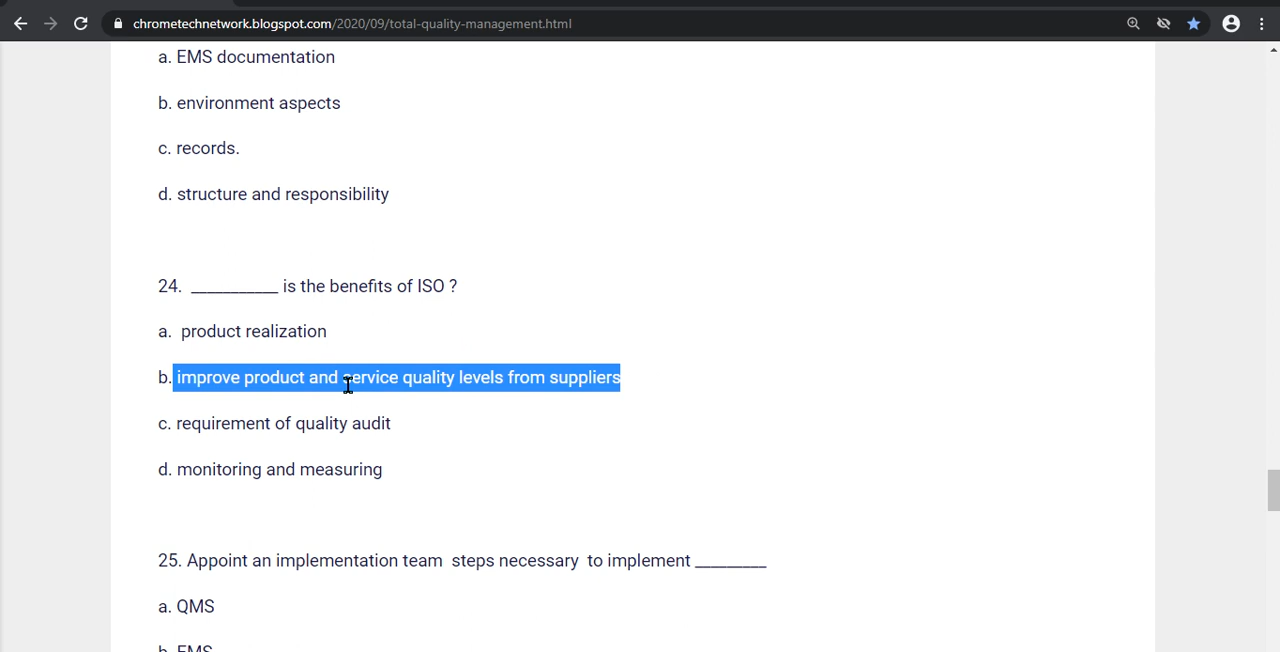 chrometechnetwork.blogspot.com/2020/09/total-quality-management.html
a. EMS documentation
b. environment aspects
c. records.
d. structure and responsibility
24. __________ is the benefits of ISO ?
a. product realization
b. improve product and service quality levels from suppliers
c. requirement of quality audit
d. monitoring and measuring
25. Appoint an implementation team steps necessary to implement ________
a. QMS
b. EMS